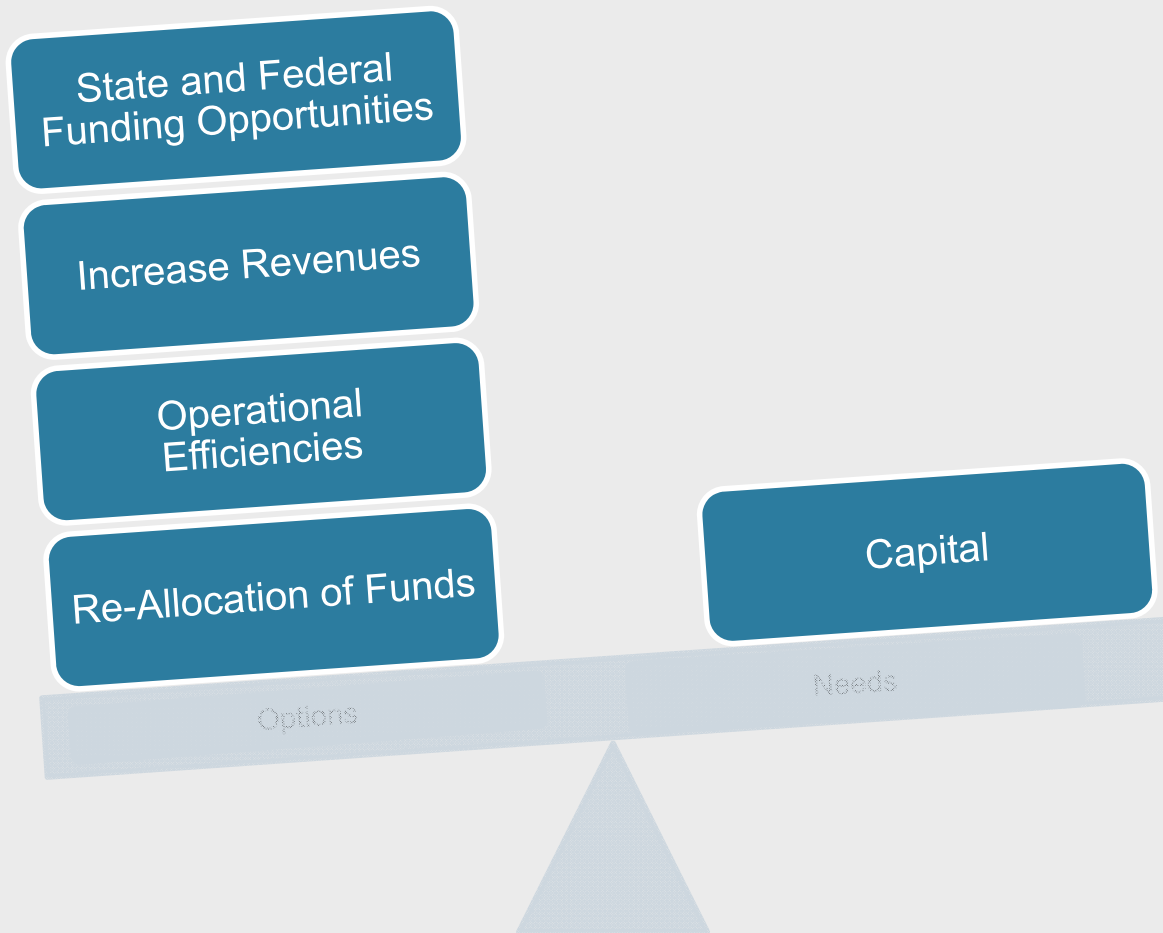 State and Federal
Funding Opportunities
Increase Revenues
Operational
Efficiencies
Re-Allocation of Funds
Capital
Options
Needs